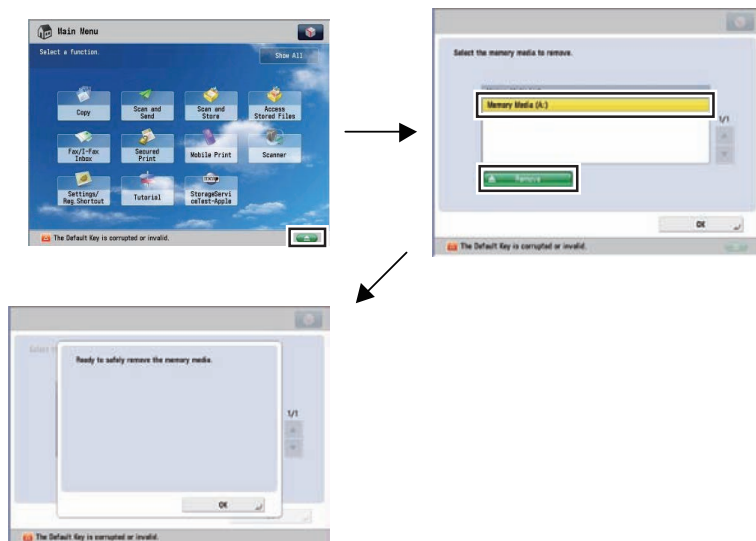 Main Menu
Select a function.
Show All
Copy
Scan and
Send
Scan and
Store
Access
Stored Files
Fax/I-Fax
Inbox
Secured
Print
Mobile Print
Scanner
Settings/
Reg.Shortcut
Tutorial
StorageServi
ceTest-Apple
The Default Key is corrupted or invalid.
Select the memory media to remove.
Memory Media (A:)
1/1
Remove
OK
The Default Key is corrupted or invalid.
Select t
Ready to safely remove the memory media.
1/1
OK
The Default Key is corrupted or invalid.